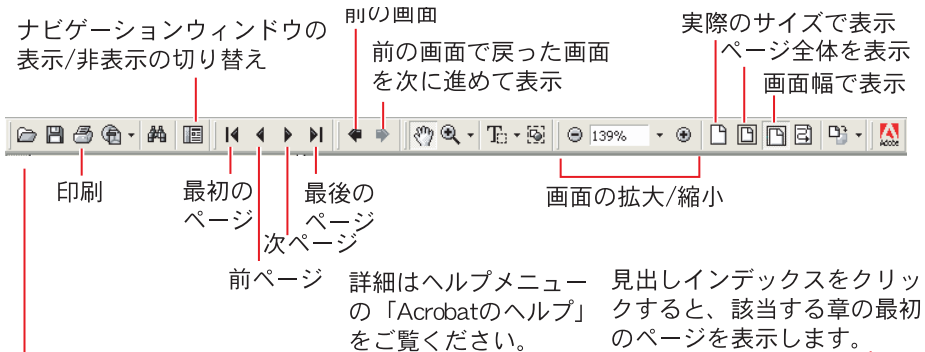 ナビゲーションウィンドウの
表示/非表示の切り替え
前の画面
前の画面で戻った画面
を次に進めて表示
実際のサイズで表示
ページ全体を表示
画面幅で表示
139%
Adobe
印刷
最初の
ページ
前ページ
次ページ
最後の
ページ
画面の拡大/縮小
詳細はヘルプメニュー
の「Acrobatのヘルプ」
をご覧ください。
見出しインデックスをクリッ
クすると、該当する章の最初
のページを表示します。